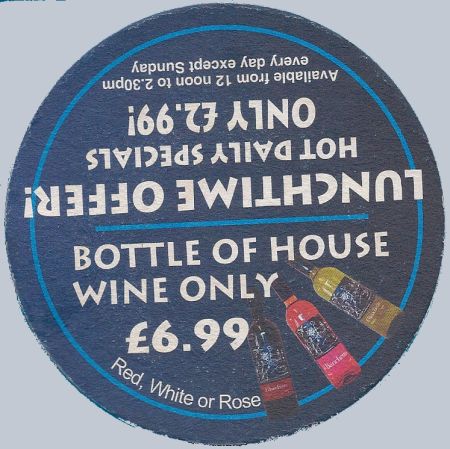 LUNCHTIME OFFER!
HOT DAILY SPECIALS
ONLY £2.99!
Available from 12 noon to 2.30pm
every day except Sunday
BOTTLE OF HOUSE
WINE ONLY
£6.99
Red, White or Rose